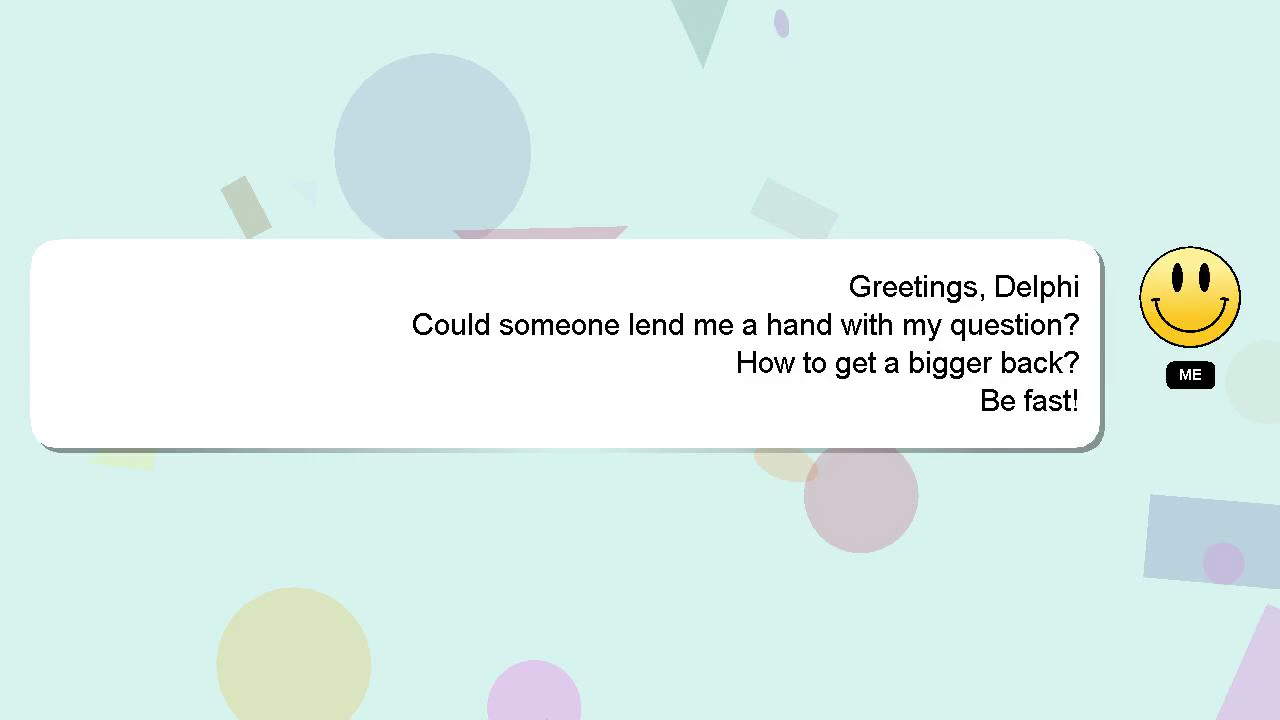 Greetings, Delphi
Could someone lend me a hand with my question?
How to get a bigger back?
Be fast!
ME